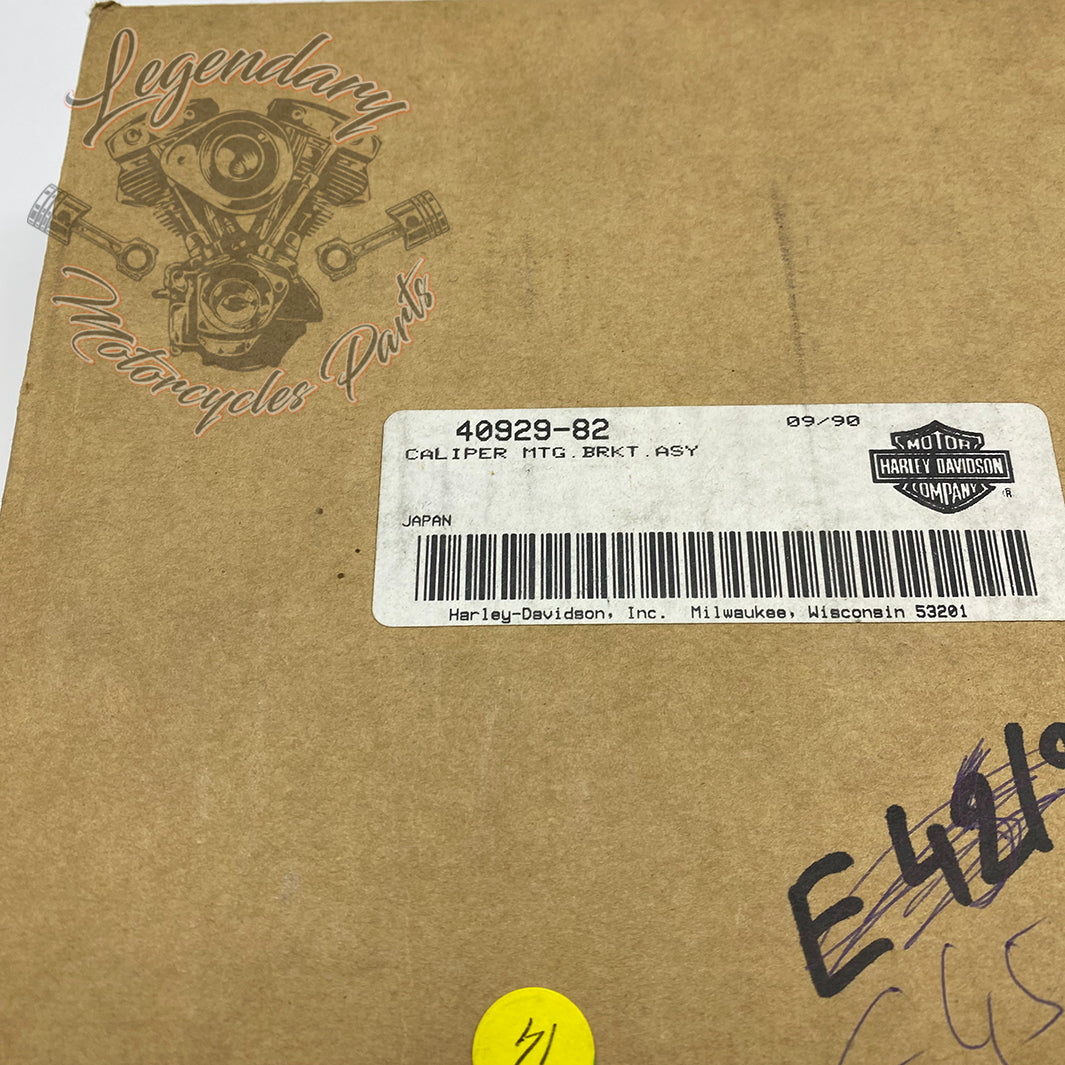 Legendary
Motorcycles Parts
40929-82
09/90
CALIPER MTG.BRKT.ASY
MOTOR
HARLEY DAVIDSON
COMPANY
®
JAPAN
Harley-Davidson, Inc. Milwaukee, Wisconsin 53201
E 421